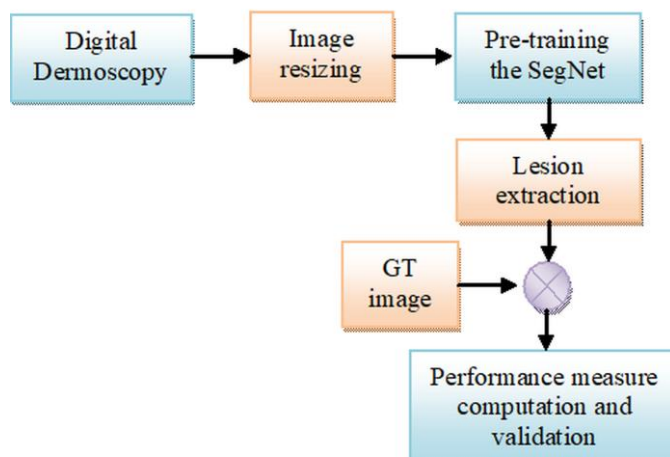 Digital
Dermoscopy
Image
resizing
Pre-training
the SegNet
Lesion
extraction
GT
image
Performance measure
computation and
validation